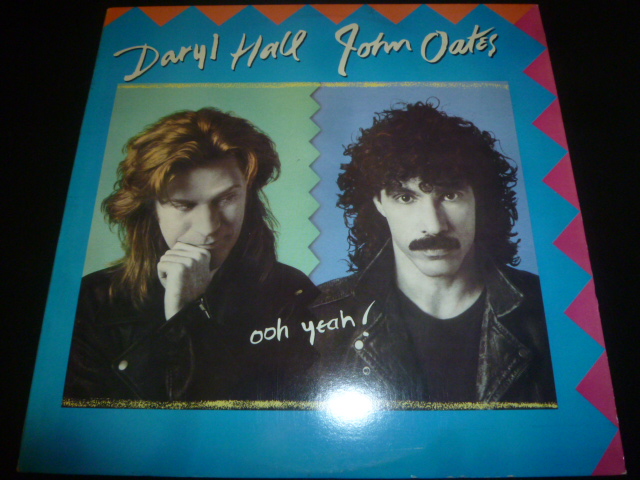 Daryl Hall John Oates
ooh yeah!